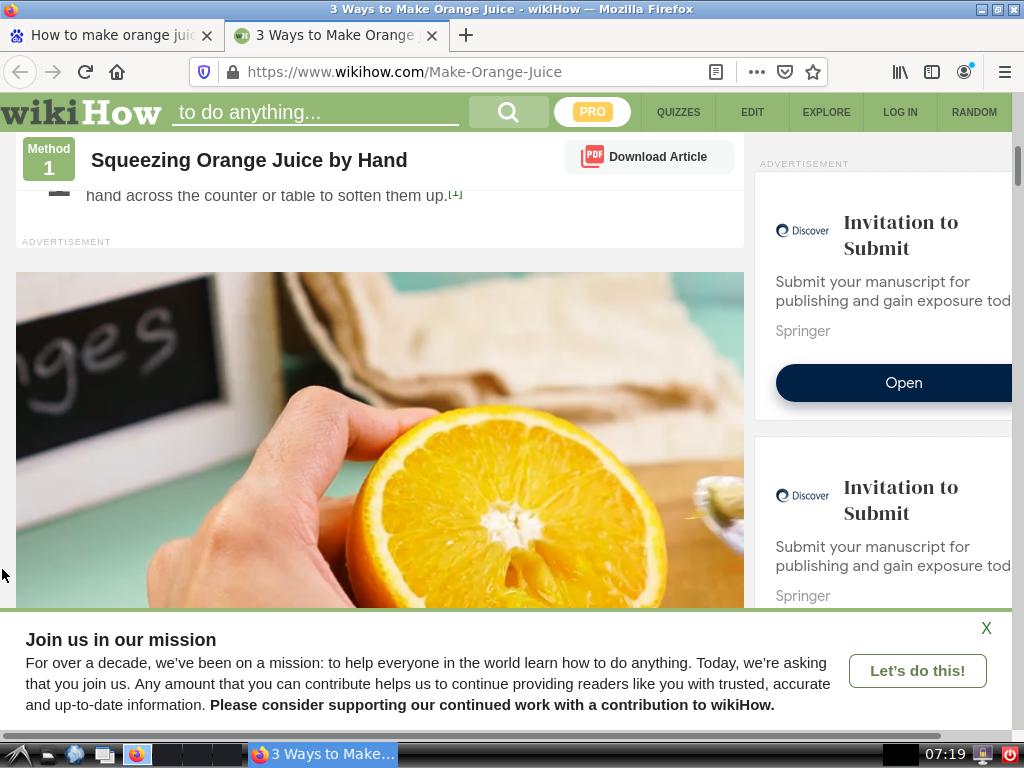 3 Ways to Make Orange Juice - wikiHow — Mozilla Firefox
How to make orange juic
3 Ways to Make Orange
https://www.wikihow.com/Make-Orange-Juice
wikiHow
to do anything...
PRO
QUIZZES
EDIT
EXPLORE
LOG IN
RANDOM
Method
1
Squeezing Orange Juice by Hand
PDF
Download Article
hand across the counter or table to soften them up.[1]
ADVERTISEMENT
nges
ADVERTISEMENT
Discover
Invitation to
Submit
Submit your manuscript for
publishing and gain exposure tod
Springer
Open
Discover
Invitation to
Submit
Submit your manuscript for
publishing and gain exposure tod
Springer
Join us in our mission
X
For over a decade, we’ve been on a mission: to help everyone in the world learn how to do anything. Today, we’re asking
that you join us. Any amount that you can contribute helps us to continue providing readers like you with trusted, accurate
and up-to-date information. Please consider supporting our continued work with a contribution to wikiHow.
Let’s do this!
3 Ways to Make...
07:19